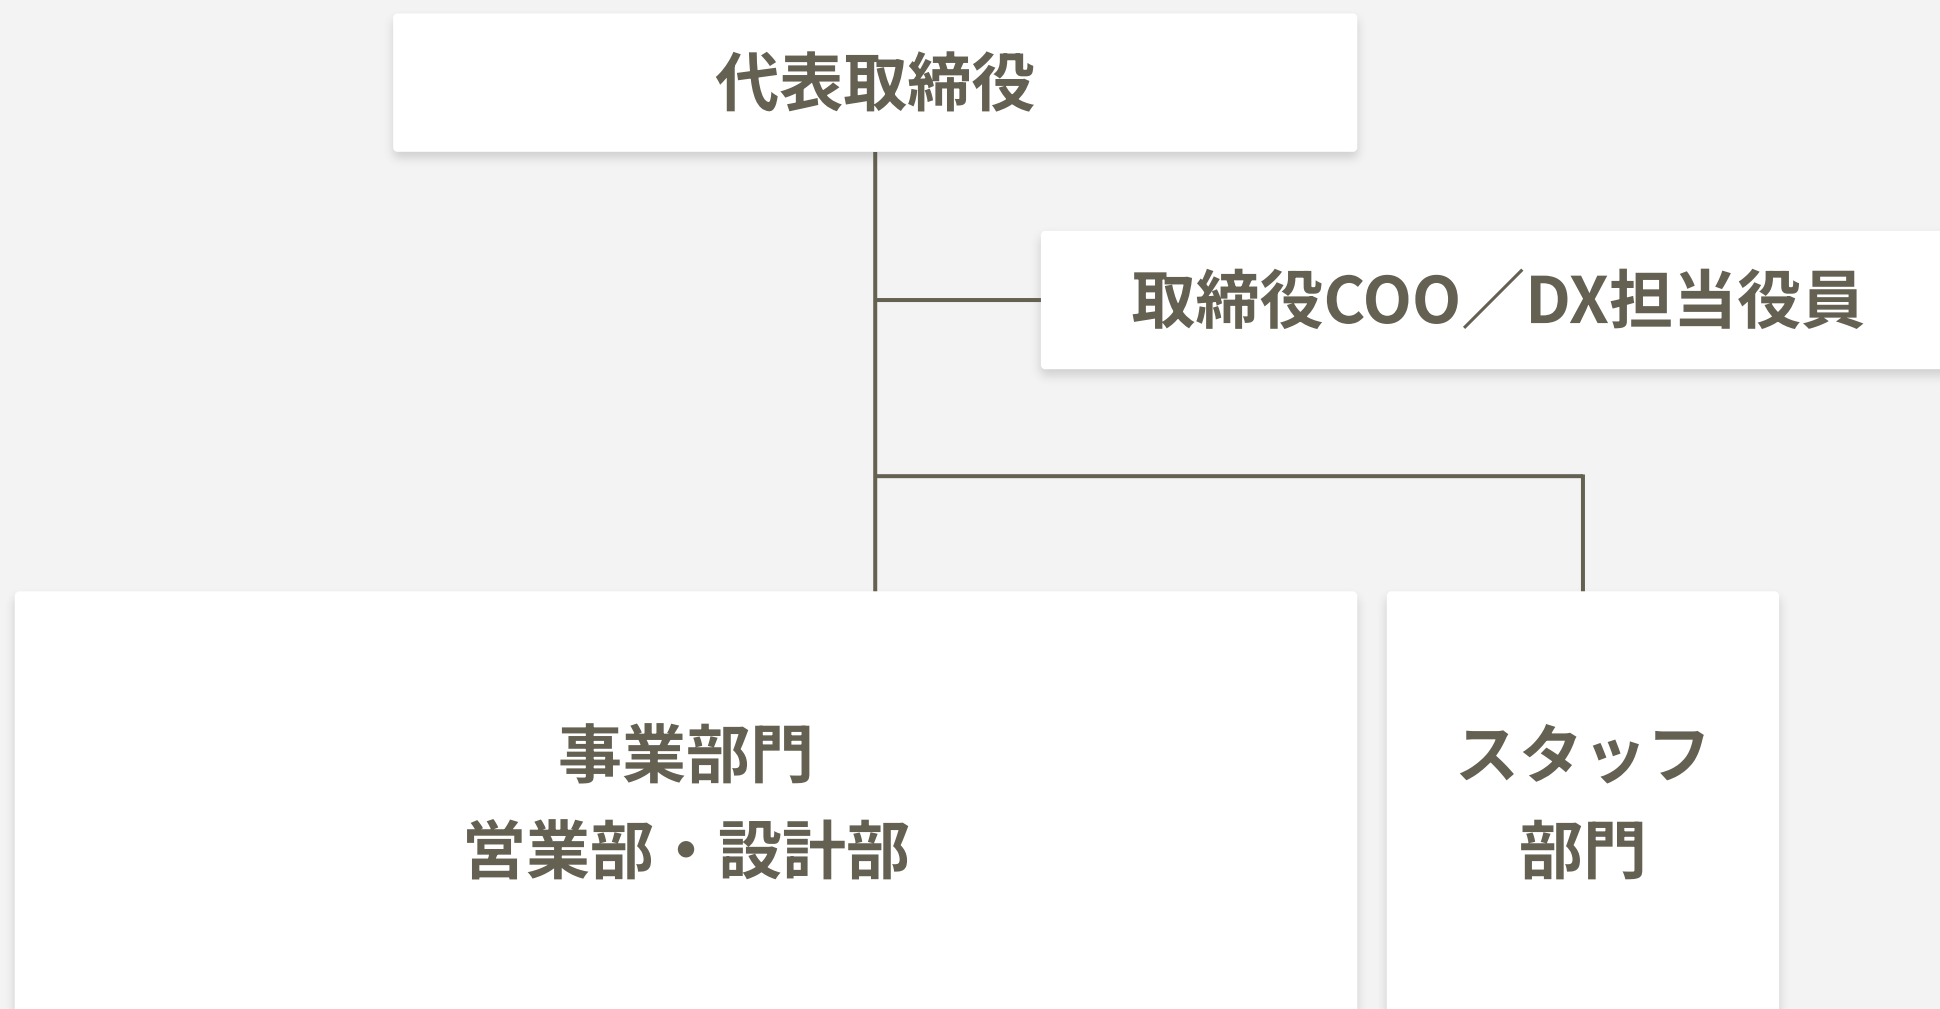 代表取締役
取締役COO／DX担当役員
事業部門
営業部・設計部
スタッフ
部門